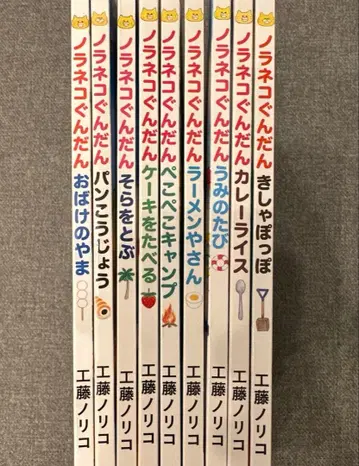 ノラネコぐんだん きしゃぽっぽ 工藤ノリコ
ノラネコぐんだん カレーライス 工藤ノリコ
ノラネコぐんだん うみのたび 工藤ノリコ
ノラネコぐんだん ラーメンやさん 工藤ノリコ
ノラネコぐんだん ぺこぺこキャンプ 工藤ノリコ
ノラネコぐんだん ケーキをたべる 工藤ノリコ
ノラネコぐんだん そらをとぶ 工藤ノリコ
ノラネコぐんだん パンこうじょう 工藤ノリコ
ノラネコぐんだん おばけのやま 工藤ノリコ